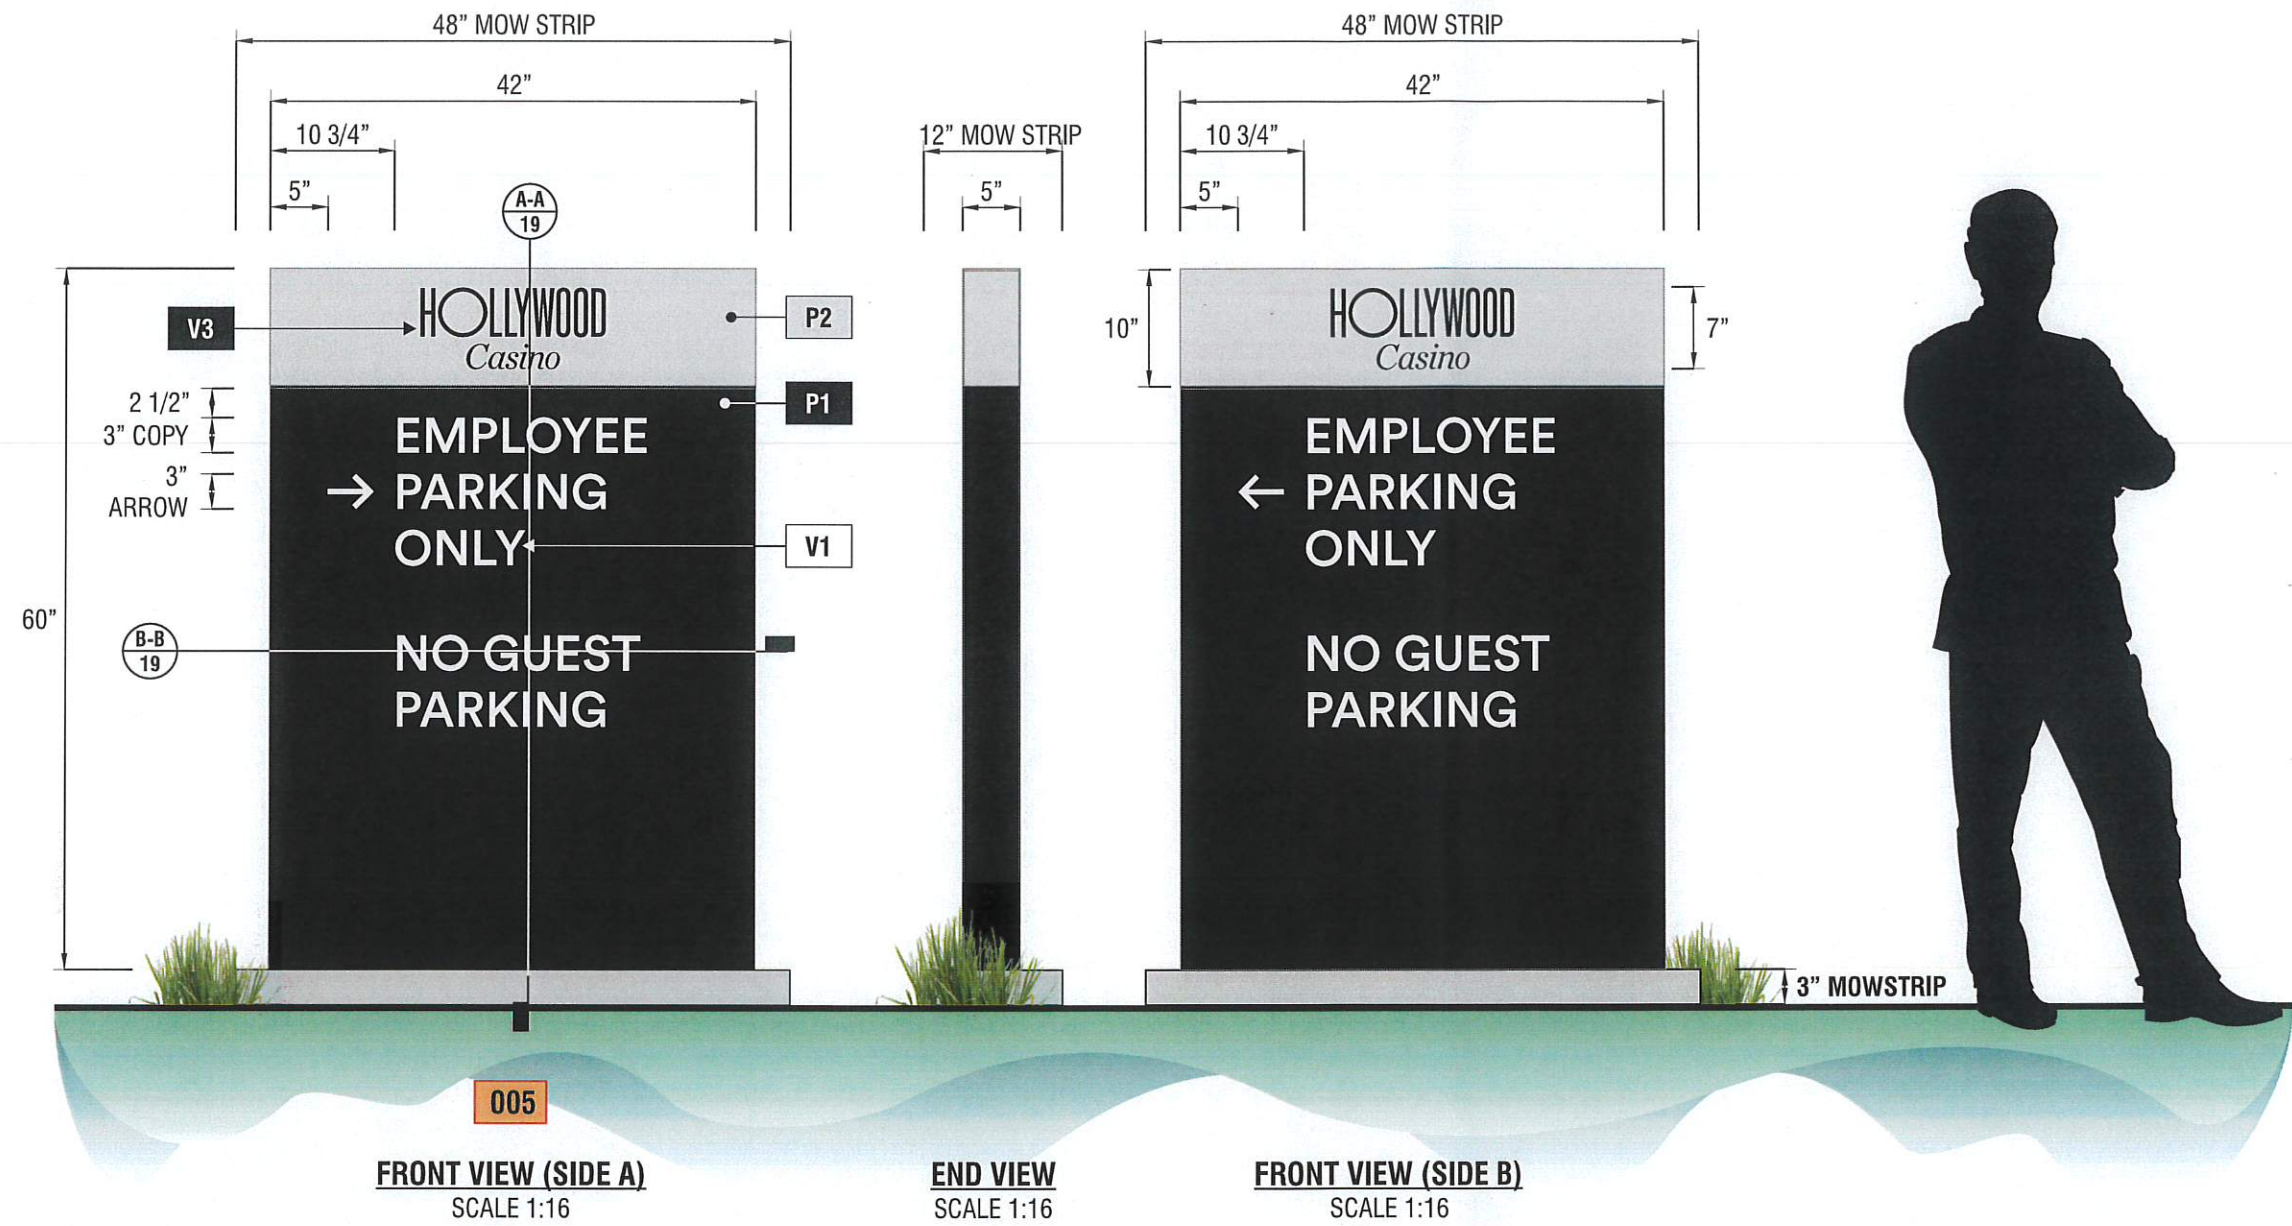 48” MOW STRIP
42”
10 3/4”
5”
A-A
19
60”
V3
HOLLYWOOD
Casino
P2
2 1/2”
3” COPY
3”
ARROW
P1
EMPLOYEE
→ PARKING
ONLY
V1
B-B
19
NO GUEST
PARKING
005
FRONT VIEW (SIDE A)
SCALE 1:16
12” MOW STRIP
5”
END VIEW
SCALE 1:16
48” MOW STRIP
42”
10 3/4”
5”
10”
HOLLYWOOD
Casino
7”
EMPLOYEE
← PARKING
ONLY
NO GUEST
PARKING
3” MOWSTRIP
FRONT VIEW (SIDE B)
SCALE 1:16